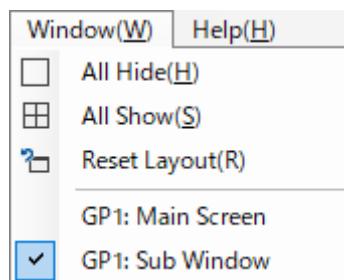 Window(W) Help(H)
All Hide(H)
All Show(S)
Reset Layout(R)
GP1: Main Screen
GP1: Sub Window